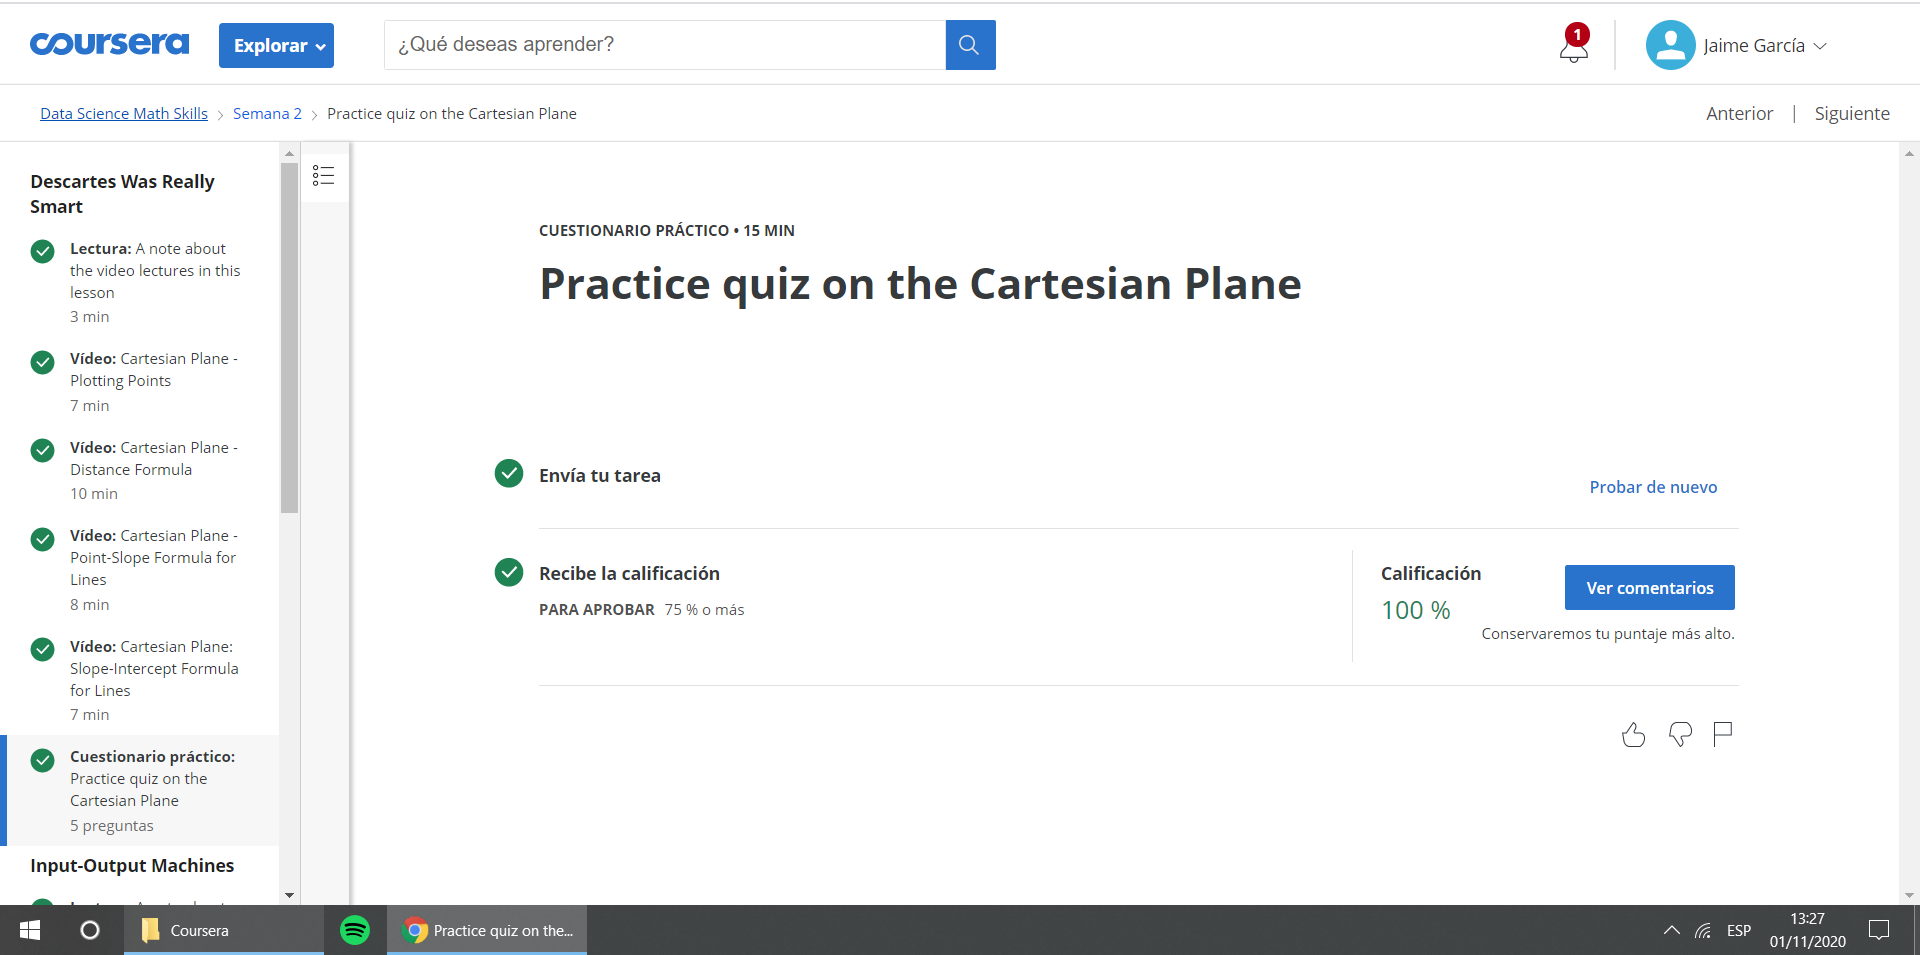 coursera
Explorar
¿Qué deseas aprender?
1
Jaime García
Data Science Math Skills
Semana 2
Practice quiz on the Cartesian Plane
Anterior | Siguiente
Descartes Was Really
Smart
Lectura: A note about
the video lectures in this
lesson
3 min
Vídeo: Cartesian Plane -
Plotting Points
7 min
Vídeo: Cartesian Plane -
Distance Formula
10 min
Vídeo: Cartesian Plane -
Point-Slope Formula for
Lines
8 min
Vídeo: Cartesian Plane:
Slope-Intercept Formula
for Lines
7 min
Cuestionario práctico:
Practice quiz on the
Cartesian Plane
5 preguntas
Input-Output Machines
CUESTIONARIO PRÁCTICO • 15 MIN
Practice quiz on the Cartesian Plane
Envía tu tarea
Probar de nuevo
Recibe la calificación
PARA APROBAR 75 % o más
Calificación
100 %
Ver comentarios
Conservaremos tu puntaje más alto.
Coursera
Practice quiz on the...
ESP
13:27
01/11/2020